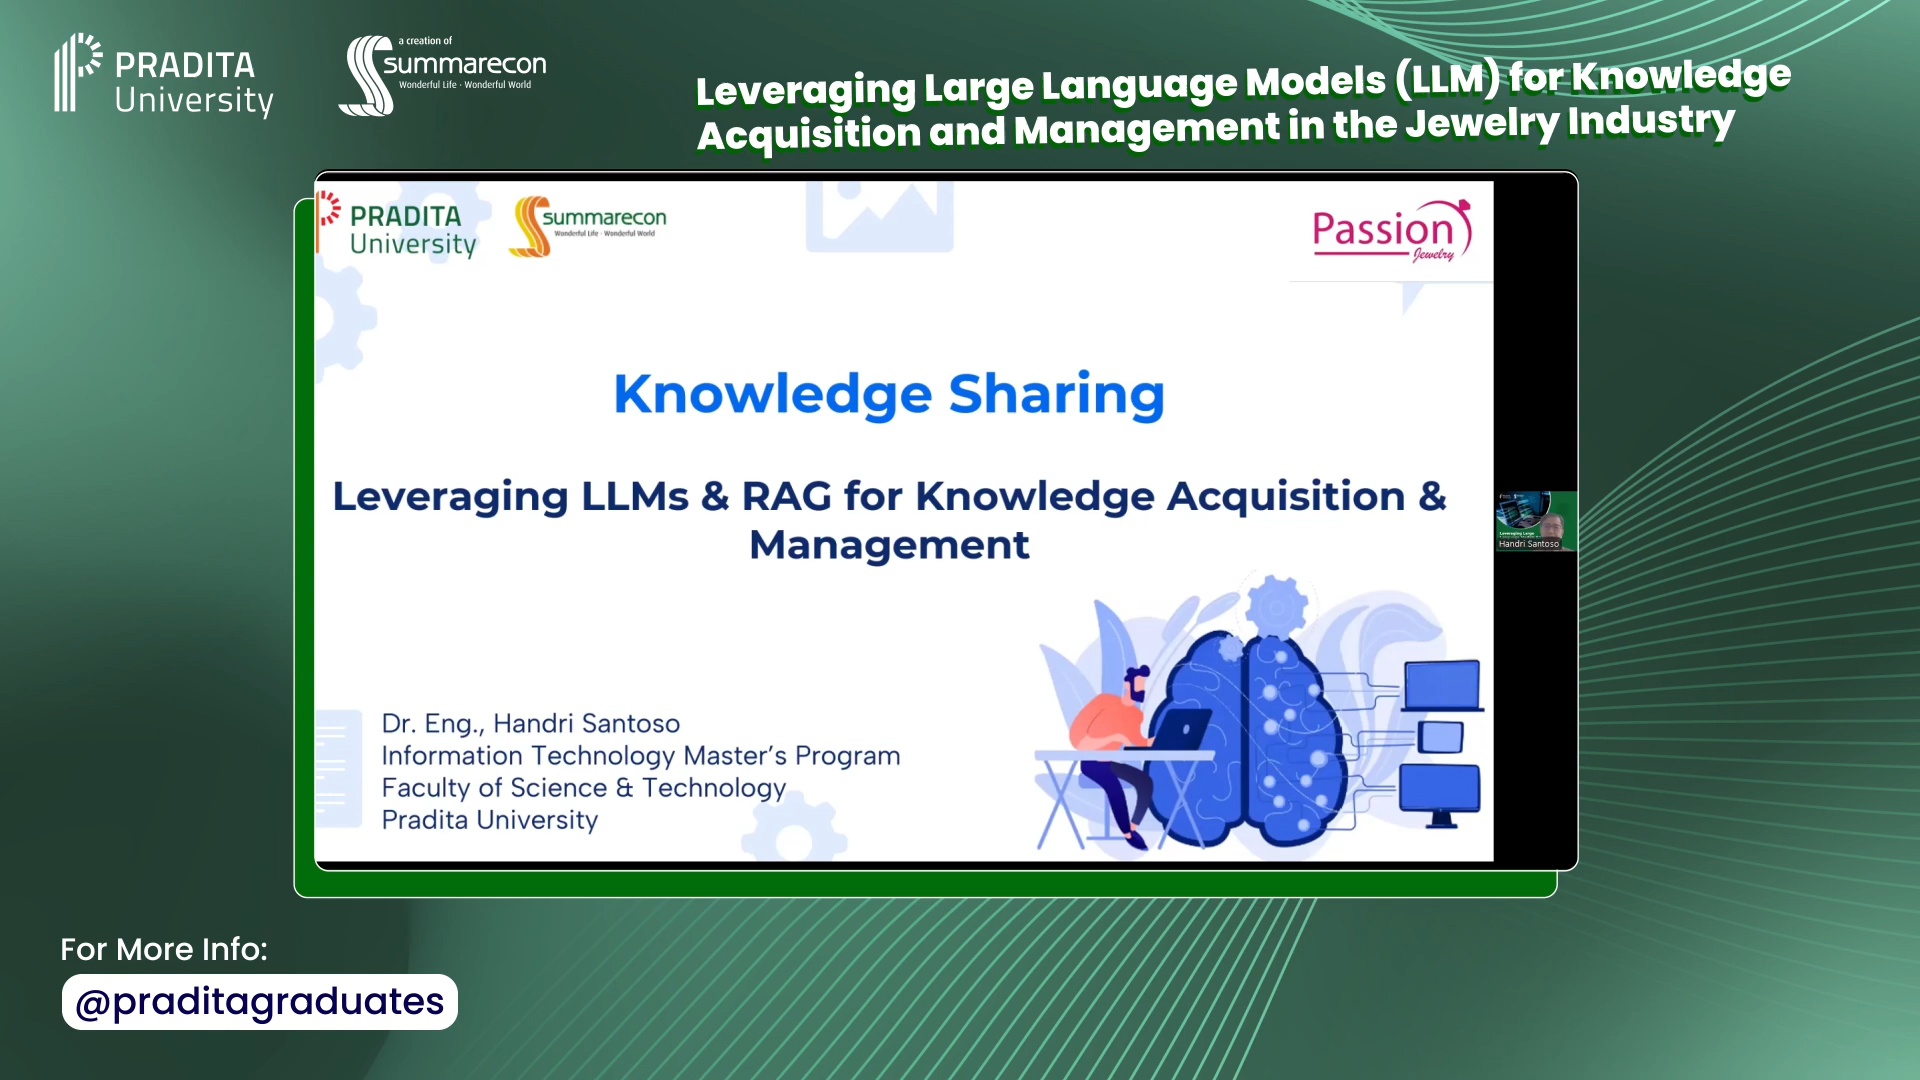 PRADITA
University
a creation of
summarecon
Wonderful Life · Wonderful World
Leveraging Large Language Models (LLM) for Knowledge
Acquisition and Management in the Jewelry Industry
PRADITA
University
summarecon
Wonderful Life · Wonderful World
Passion
Jewelry
Knowledge Sharing
Leveraging LLMs & RAG for Knowledge Acquisition &
Management
Dr. Eng., Handri Santoso
Information Technology Master's Program
Faculty of Science & Technology
Pradita University
Handri Santoso
For More Info:
@praditagraduates